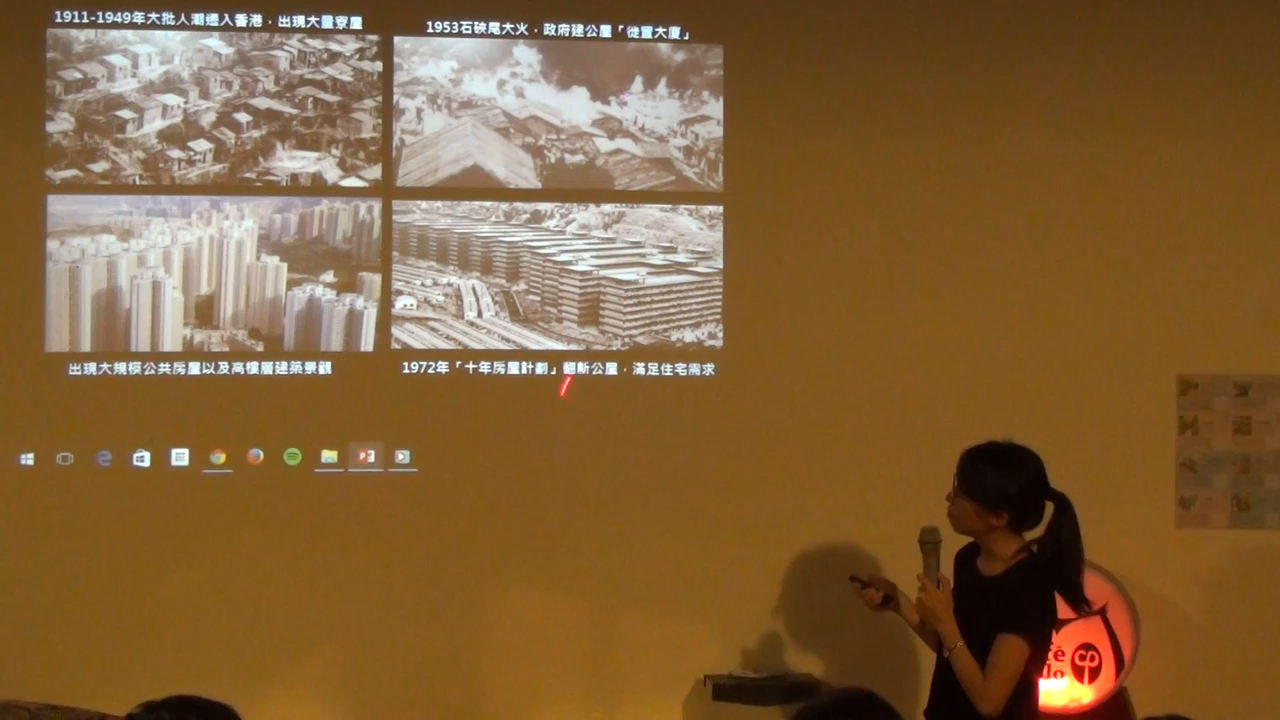 1911-1949年大批人潮遷入香港，出現大量寮屋
1953石硤尾大火，政府建公屋「徙置大廈」
出現大規模公共房屋以及高樓層建築景觀
1972年「十年房屋計劃」翻新公屋，滿足住宅需求